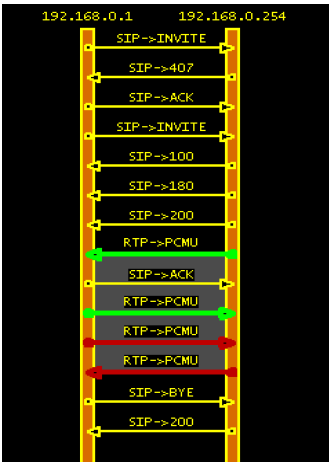 192.168.0.1 192.168.0.254
SIP->INVITE
SIP->407
SIP->ACK
SIP->INVITE
SIP->100
SIP->180
SIP->200
RTP->PCMU
SIP->ACK
RTP->PCMU
RTP->PCMU
RTP->PCMU
SIP->BYE
SIP->200